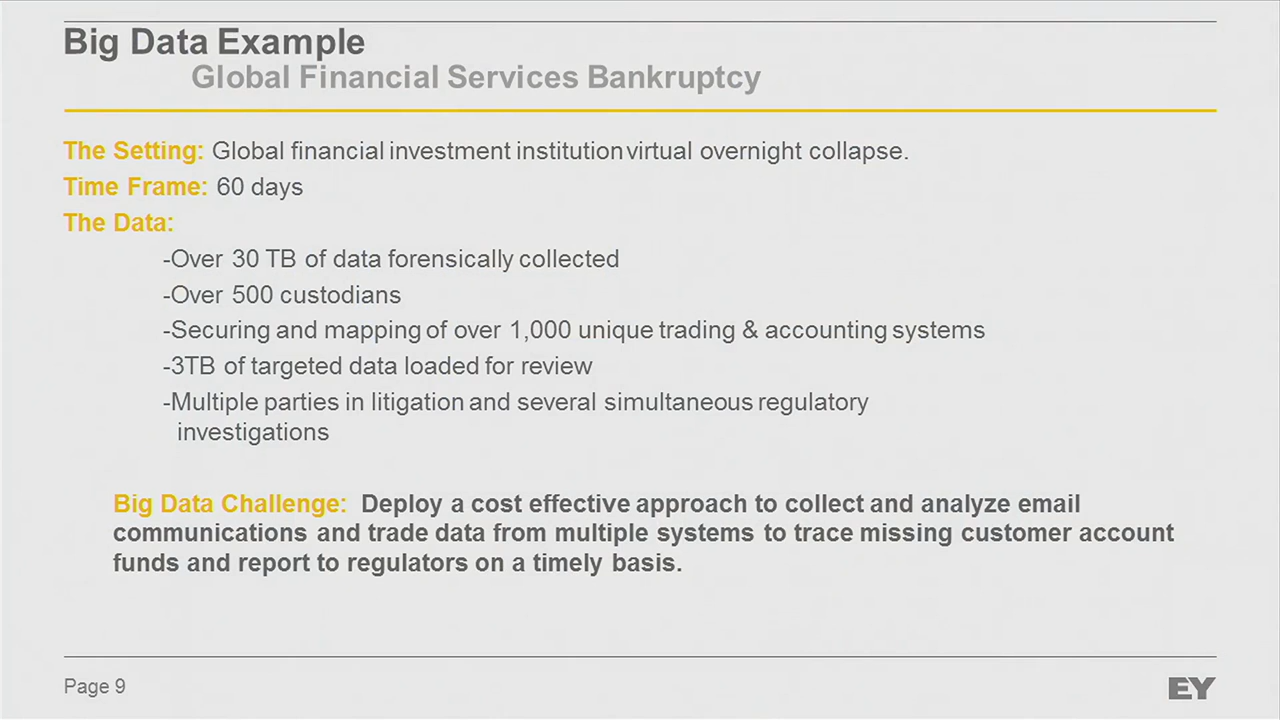 Big Data Example
Global Financial Services Bankruptcy
The Setting: Global financial investment institution virtual overnight collapse.
Time Frame: 60 days
The Data:
-Over 30 TB of data forensically collected
-Over 500 custodians
-Securing and mapping of over 1,000 unique trading & accounting systems
-3TB of targeted data loaded for review
-Multiple parties in litigation and several simultaneous regulatory
investigations
Big Data Challenge: Deploy a cost effective approach to collect and analyze email
communications and trade data from multiple systems to trace missing customer account
funds and report to regulators on a timely basis.
Page 9
EY